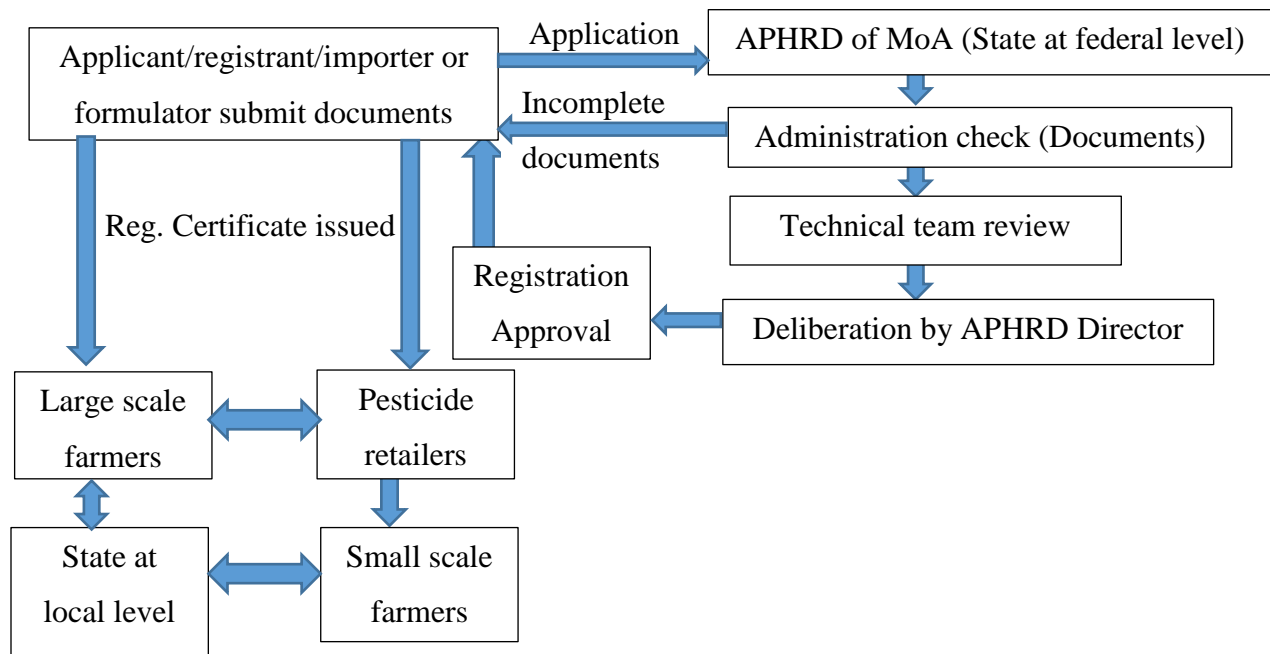 Applicant/registrant/importer or
formulator submit documents
Application
APHRD of MoA (State at federal level)
Incomplete
documents
Administration check (Documents)
Technical team review
Reg. Certificate issued
Registration
Approval
Deliberation by APHRD Director
Large scale
farmers
Pesticide
retailers
State at
local level
Small scale
farmers